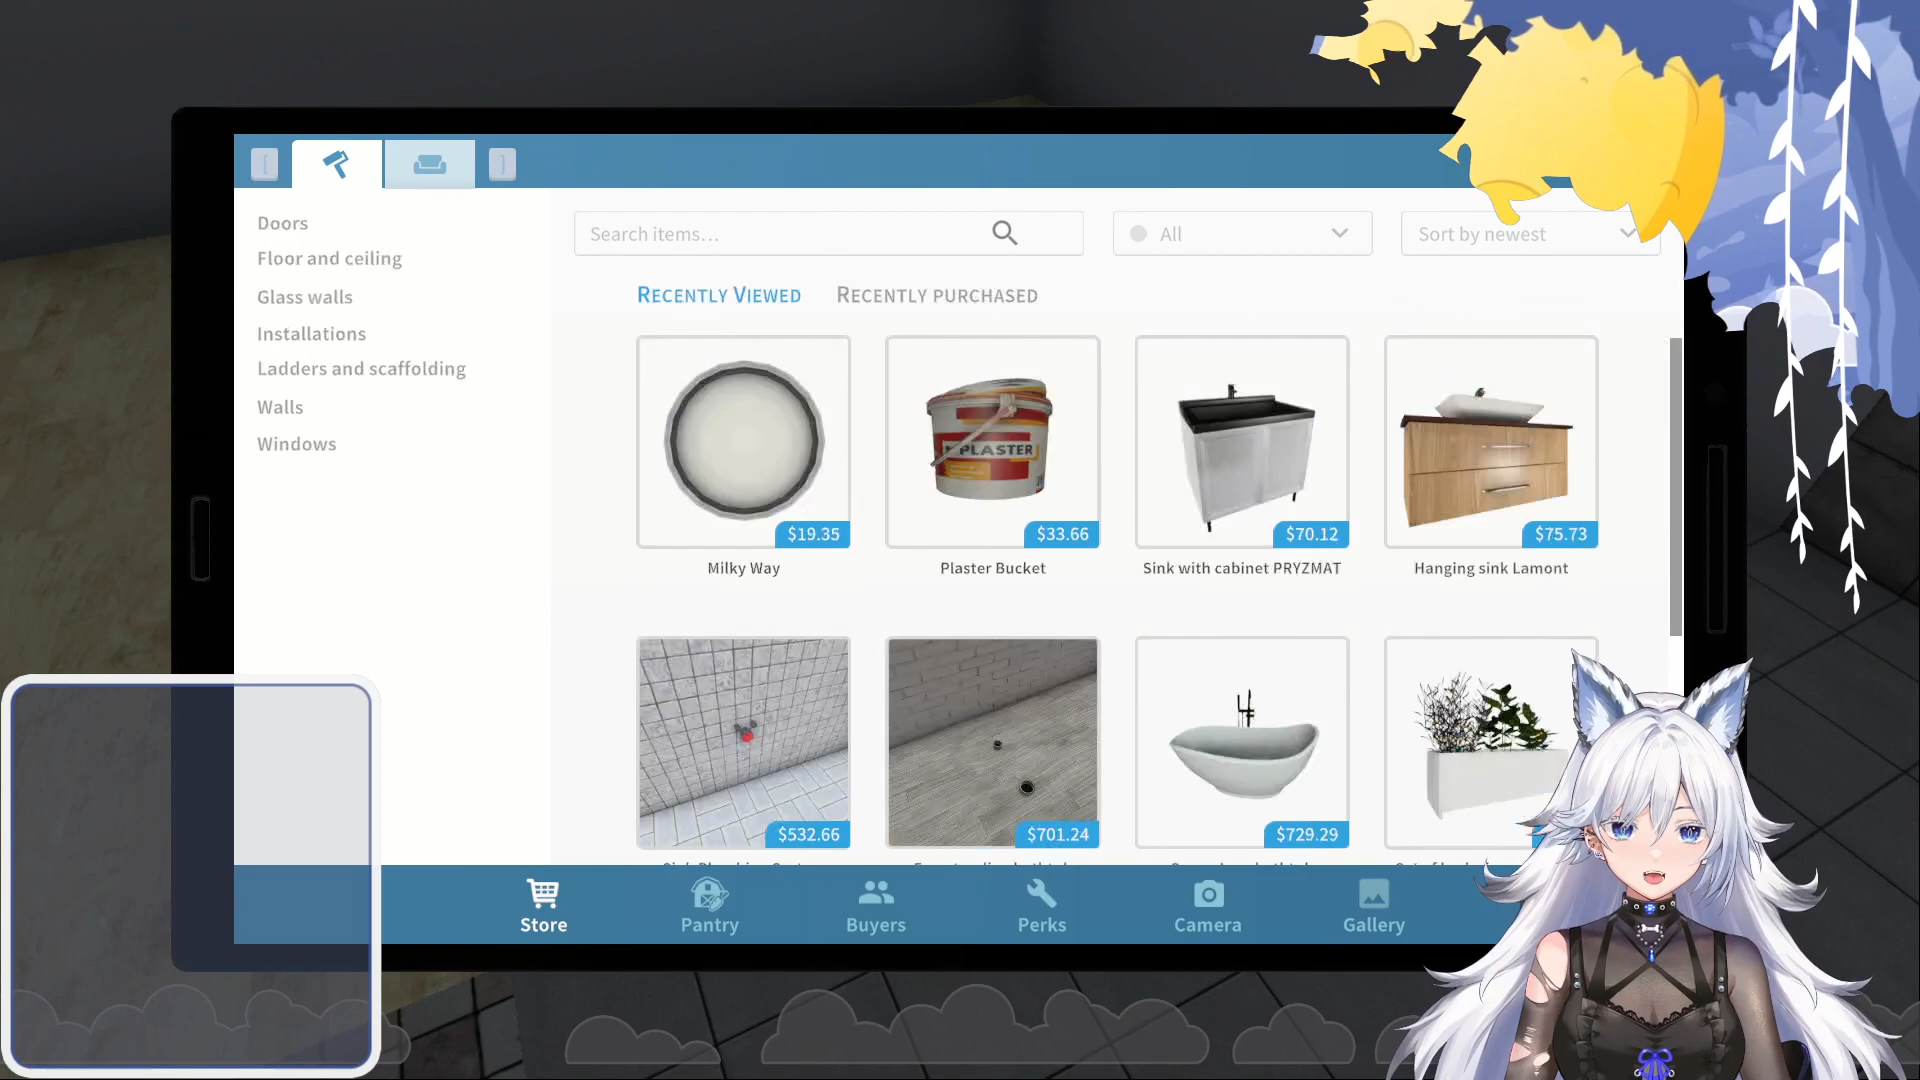 [
]
Doors
Floor and ceiling
Glass walls
Installations
Ladders and scaffolding
Walls
Windows
Search items...
All
Sort by newest
RECENTLY VIEWED
RECENTLY PURCHASED
PLASTER
$19.35
$33.66
$70.12
$75.73
Milky Way
Plaster Bucket
Sink with cabinet PRYZMAT
Hanging sink Lamont
$532.66
$701.24
$729.29
Store
Pantry
Buyers
Perks
Camera
Gallery